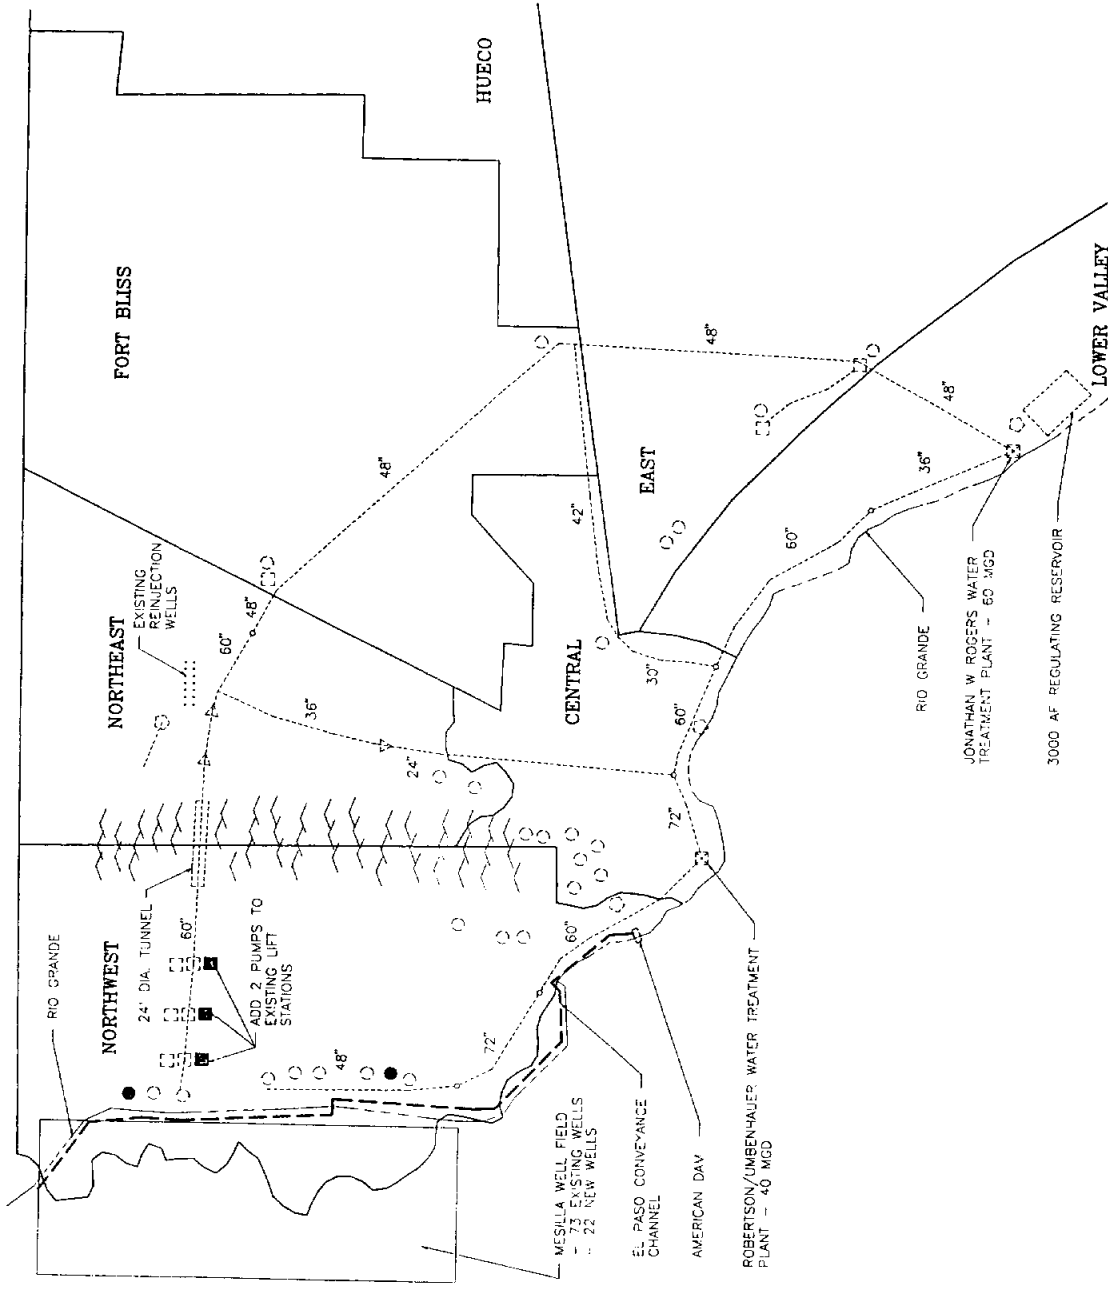 HUECO
FORT BLISS
LOWER VALLEY
48"
48"
48"
EAST
36"
42"
60"
NORTHEAST
EXISTING
REINJECTION
WELLS
48"
60"
36"
24"
CENTRAL
30"
60"
72"
RIO GRANDE
JONATHAN W ROGERS WATER
TREATMENT PLANT – 60 MGD
3000 AF REGULATING RESERVOIR
RIO GRANDE
NORTHWEST
24' DIA. TUNNEL
60"
ADD 2 PUMPS TO
EXISTING LIFT
STATIONS
60"
72"
48"
MESILLA WELL FIELD
– 73 EXISTING WELLS
– 22 NEW WELLS
EL PASO CONVEYANCE
CHANNEL
AMERICAN DAM
ROBERTSON/UMBENHAUER WATER TREATMENT
PLANT – 40 MGD